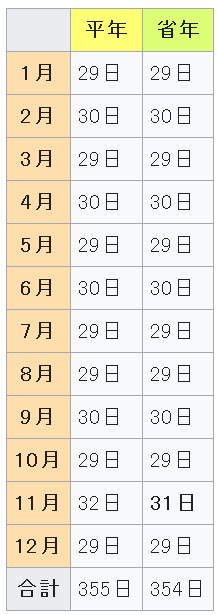 平年 省年
1月 29日 29日
2月 30日 30日
3月 29日 29日
4月 30日 30日
5月 29日 29日
6月 30日 30日
7月 29日 29日
8月 29日 29日
9月 30日 30日
10月 29日 29日
11月 32日 31日
12月 29日 29日
合計 355日 354日